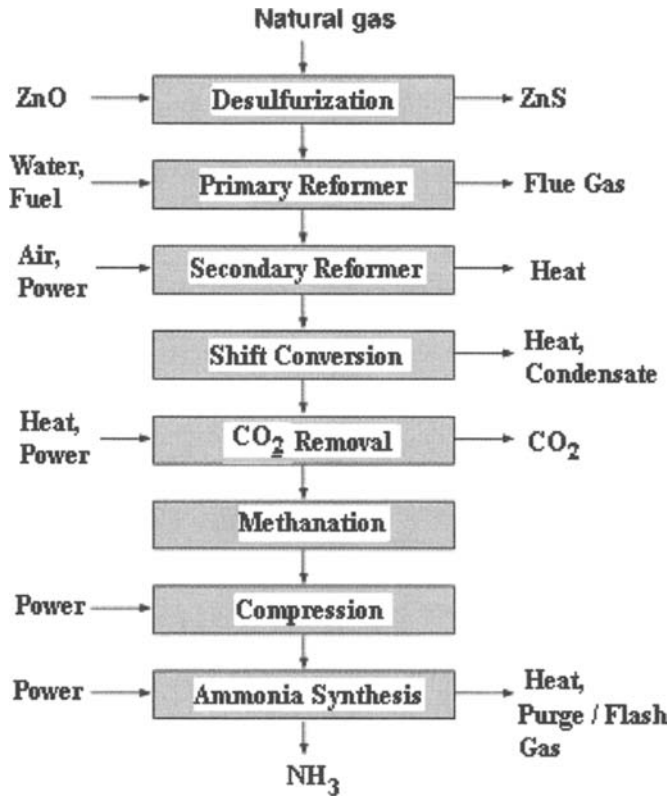 Natural gas
ZnO
Desulfurization
ZnS
Water,
Fuel
Primary Reformer
Flue Gas
Air,
Power
Secondary Reformer
Heat
Shift Conversion
Heat,
Condensate
Heat,
Power
CO2 Removal
CO2
Methanation
Power
Compression
Power
Ammonia Synthesis
Heat,
Purge / Flash
Gas
NH3